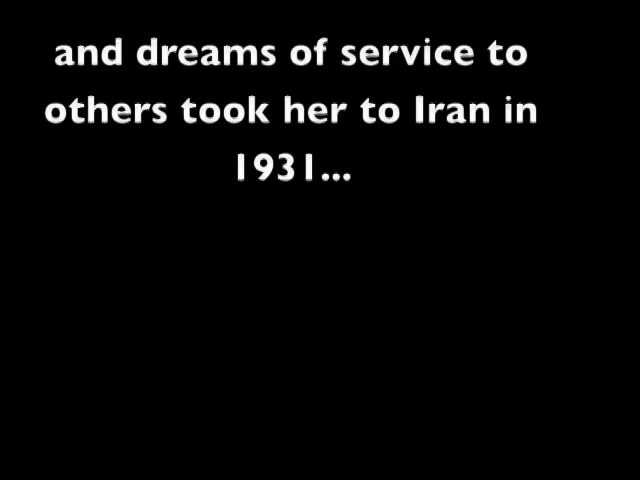 and dreams of service to
others took her to Iran in
1931...